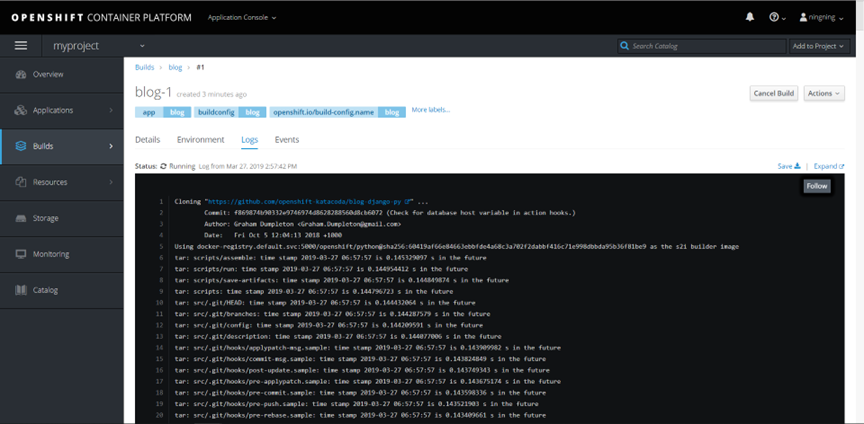 OPENSHIFT CONTAINER PLATFORM Application Console ningning
myproject Search Catalog Add to Project
Overview
Applications
Builds
Resources
Storage
Monitoring
Catalog
Builds > blog > #1
blog-1 created 3 minutes ago Cancel Build Actions
app blog buildconfig blog openshift.io/build-config.name blog More labels...
Details Environment Logs Events
Status: Running Log from Mar 27, 2019 2:57:42 PM Save | Expand
Follow
1 Cloning "https://github.com/openshift-katacoda/blog-django-py" ...
2 Commit: f869874b90332e9746974d8628288560d8cb6072 (Check for database host variable in action hooks.)
3 Author: Graham Dumpleton <Graham.Dumpleton@gmail.com>
4 Date: Fri Oct 5 12:04:13 2018 +1000
5 Using docker-registry.default.svc:5000/openshift/python@sha256:60419af66e84663ebbfde4a68c3a702f2dabbf416c71e998dbbda95b36f81be9 as the s2i builder image
6 tar: scripts/assemble: time stamp 2019-03-27 06:57:57 is 0.145329097 s in the future
7 tar: scripts/run: time stamp 2019-03-27 06:57:57 is 0.144954412 s in the future
8 tar: scripts/save-artifacts: time stamp 2019-03-27 06:57:57 is 0.144849874 s in the future
9 tar: scripts: time stamp 2019-03-27 06:57:57 is 0.144796723 s in the future
10 tar: src/.git/HEAD: time stamp 2019-03-27 06:57:57 is 0.144432064 s in the future
11 tar: src/.git/branches: time stamp 2019-03-27 06:57:57 is 0.144287579 s in the future
12 tar: src/.git/config: time stamp 2019-03-27 06:57:57 is 0.144209591 s in the future
13 tar: src/.git/description: time stamp 2019-03-27 06:57:57 is 0.144077006 s in the future
14 tar: src/.git/hooks/applypatch-msg.sample: time stamp 2019-03-27 06:57:57 is 0.143909982 s in the future
15 tar: src/.git/hooks/commit-msg.sample: time stamp 2019-03-27 06:57:57 is 0.143824849 s in the future
16 tar: src/.git/hooks/post-update.sample: time stamp 2019-03-27 06:57:57 is 0.143749343 s in the future
17 tar: src/.git/hooks/pre-applypatch.sample: time stamp 2019-03-27 06:57:57 is 0.143675174 s in the future
18 tar: src/.git/hooks/pre-commit.sample: time stamp 2019-03-27 06:57:57 is 0.143598336 s in the future
19 tar: src/.git/hooks/pre-push.sample: time stamp 2019-03-27 06:57:57 is 0.143521903 s in the future
20 tar: src/.git/hooks/pre-rebase.sample: time stamp 2019-03-27 06:57:57 is 0.143409661 s in the future